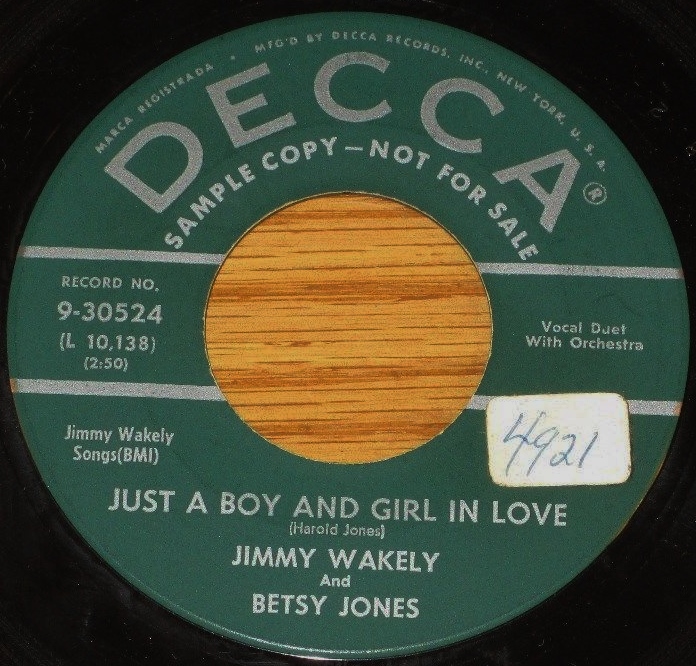 MARCA REGISTRADA • MFG'D BY DECCA RECORDS, INC., NEW YORK, U.S.A.
DECCA®
SAMPLE COPY—NOT FOR SALE
RECORD NO.
9-30524
(L 10,138)
(2:50)
Vocal Duet
With Orchestra
Jimmy Wakely
Songs(BMI)
4921
JUST A BOY AND GIRL IN LOVE
(Harold Jones)
JIMMY WAKELY
And
BETSY JONES